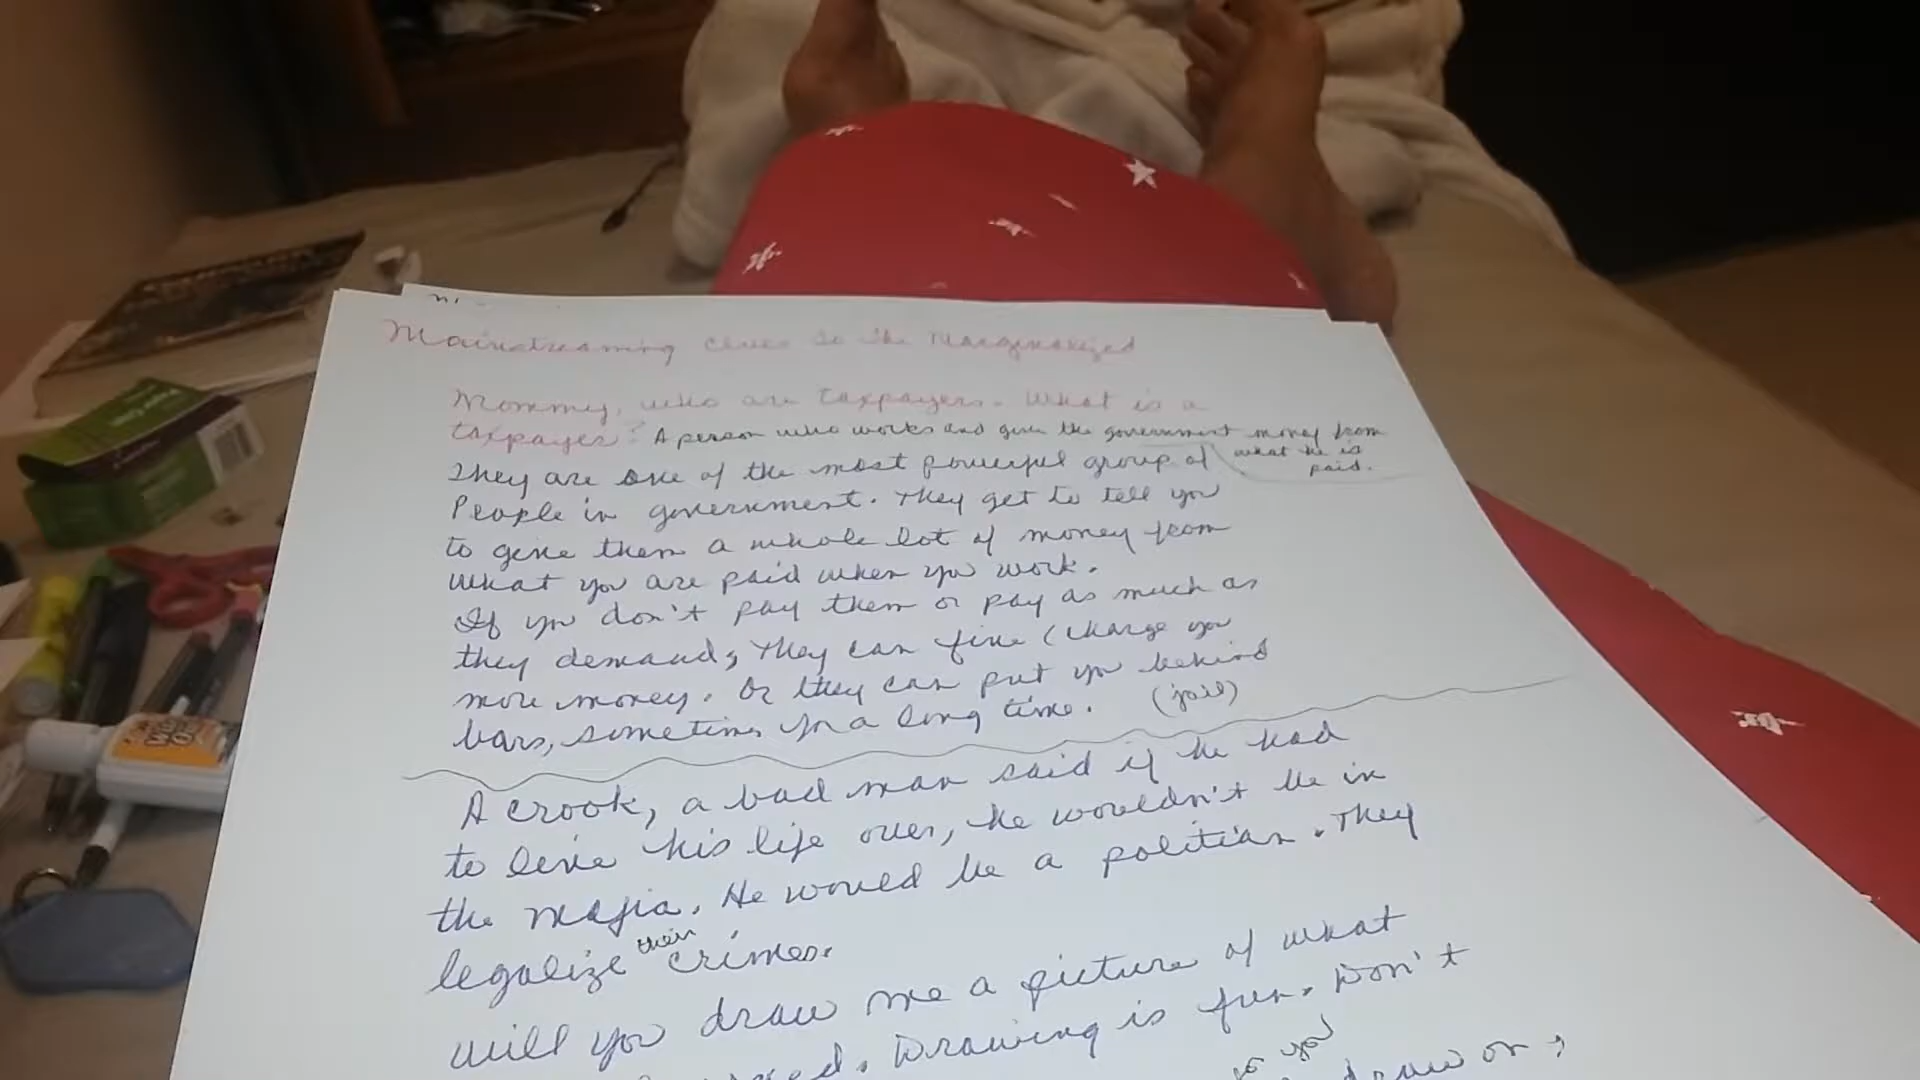 Mainstreaming clues to the Marginalized
Mommy, who are taxpayers. What is a
taxpayer? A person who works and give the government money from
what he is
paid.
They are one of the most powerful group of
People in government. They get to tell you
to give them a whole lot of money from
what you are paid when you work.
If you don't pay them or pay as much as
they demand, they can fine (charge you
more money. Or they can put you behind
bars, sometimes for a long time. (jail)
A crook, a bad man said if he had
to live his life over, he wouldn't be in
the mafia. He would be a politian. They
legalize their crimes.
Will you draw me a picture of what
Drawing is fun. Don't
to you
draw on,